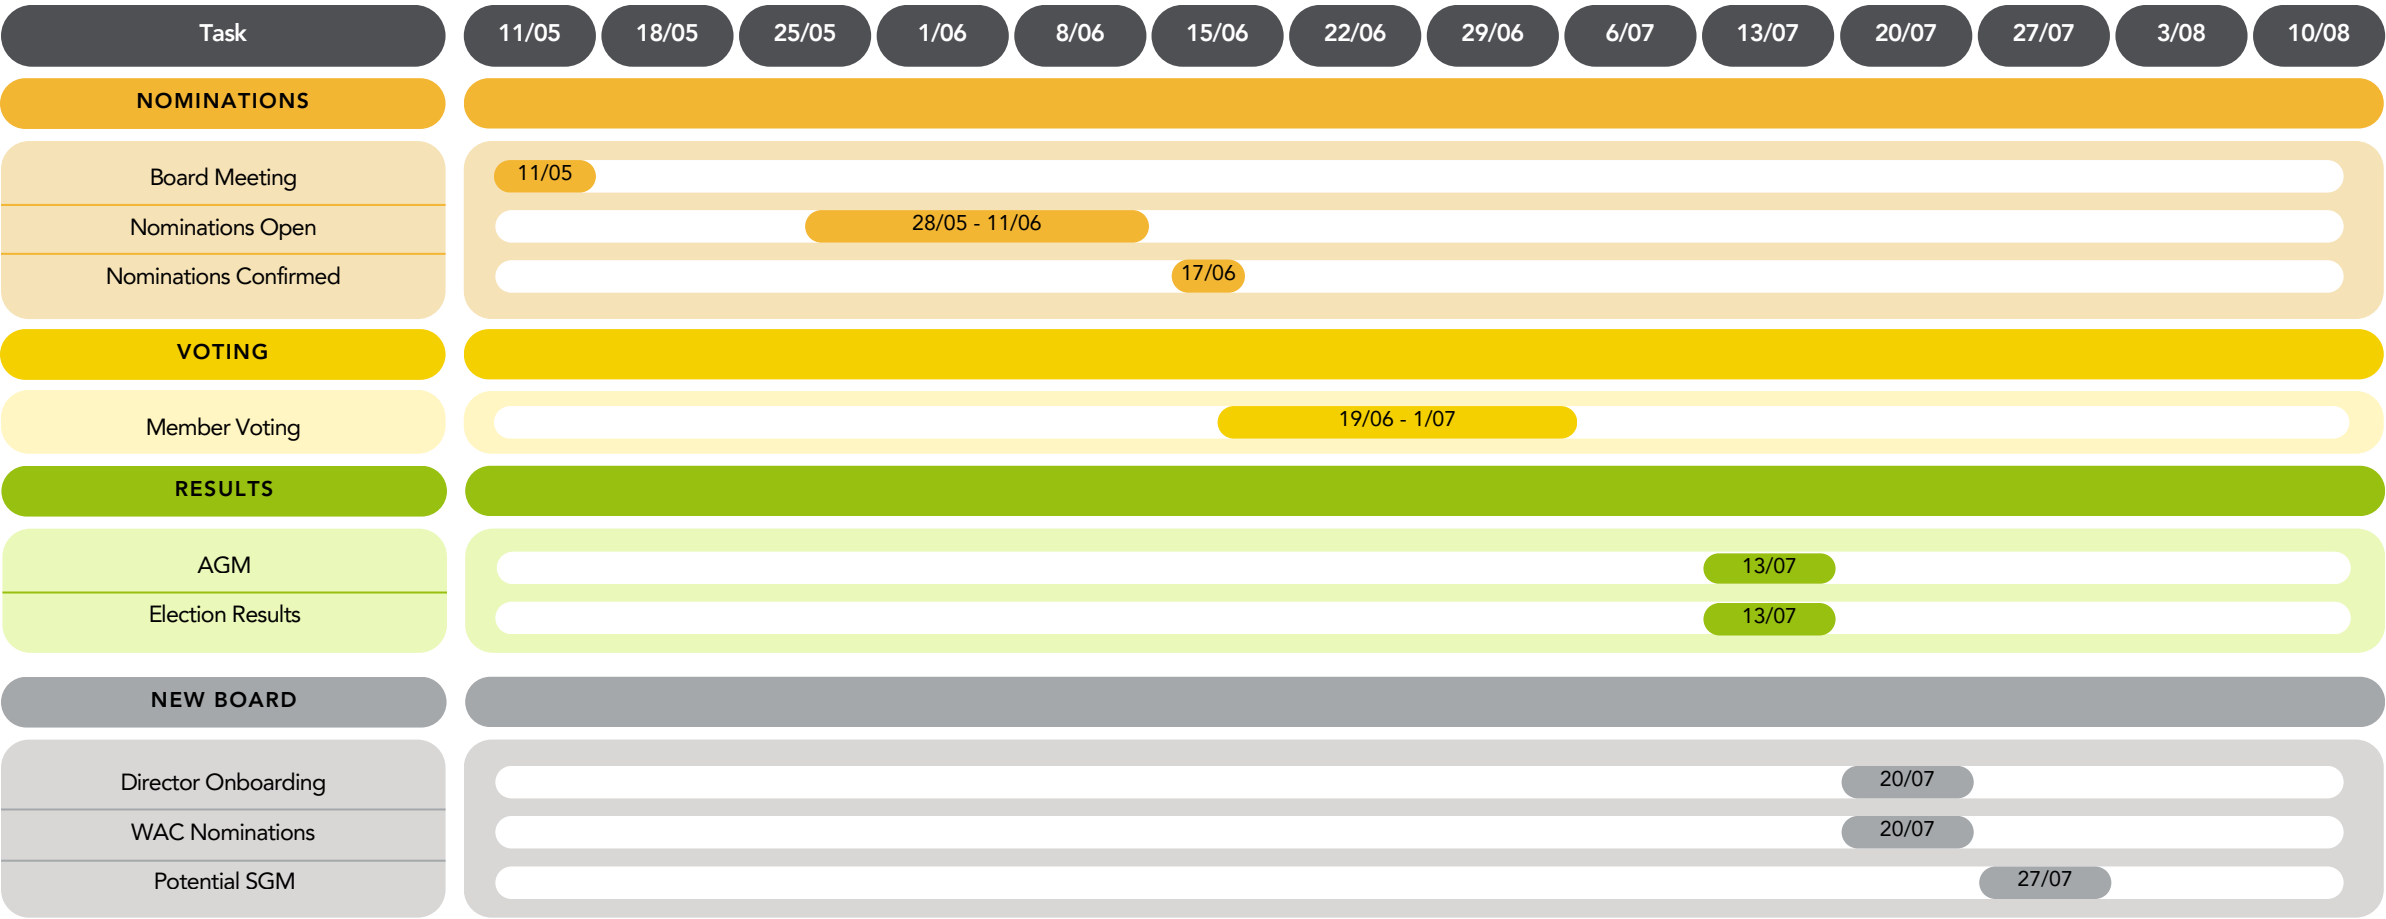 Task 11/05 18/05 25/05 1/06 8/06 15/06 22/06 29/06 6/07 13/07 20/07 27/07 3/08 10/08
NOMINATIONS
Board Meeting 11/05
Nominations Open 28/05 - 11/06
Nominations Confirmed 17/06
VOTING
Member Voting 19/06 - 1/07
RESULTS
AGM 13/07
Election Results 13/07
NEW BOARD
Director Onboarding 20/07
WAC Nominations 20/07
Potential SGM 27/07